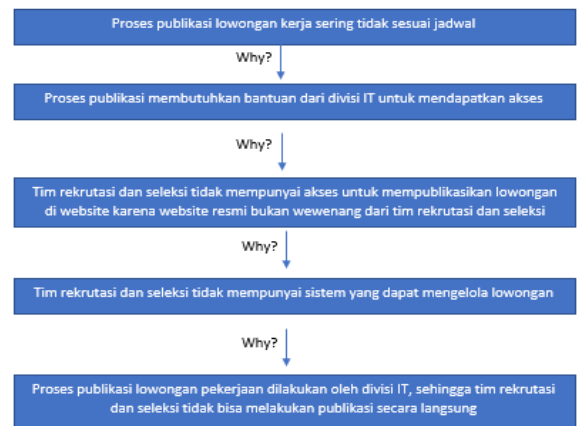 Proses publikasi lowongan kerja sering tidak sesuai jadwal
Why?
Proses publikasi membutuhkan bantuan dari divisi IT untuk mendapatkan akses
Why?
Tim rekrutasi dan seleksi tidak mempunyai akses untuk mempublikasikan lowongan
di website karena website resmi bukan wewenang dari tim rekrutasi dan seleksi
Why?
Tim rekrutasi dan seleksi tidak mempunyai sistem yang dapat mengelola lowongan
Why?
Proses publikasi lowongan pekerjaan dilakukan oleh divisi IT, sehingga tim rekrutasi
dan seleksi tidak bisa melakukan publikasi secara langsung